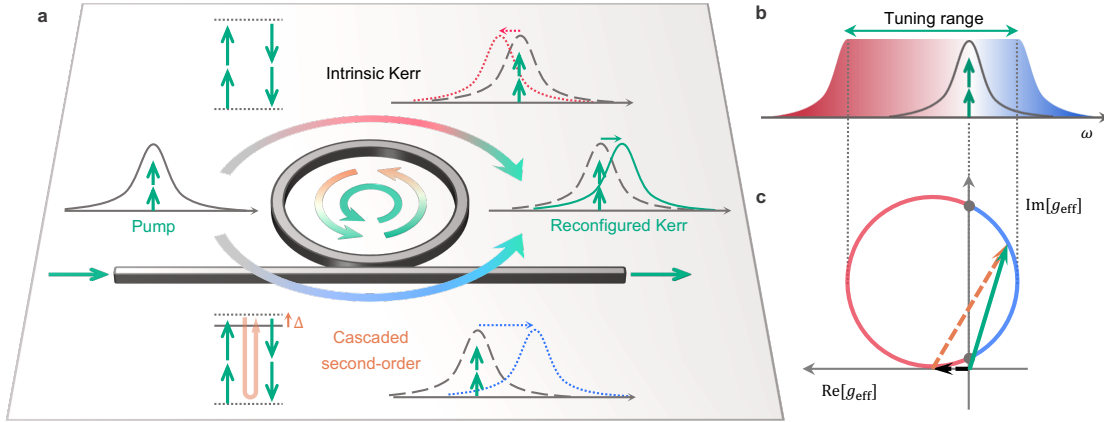 a
Intrinsic Kerr
Pump
Reconfigured Kerr
Δ
Cascaded
second-order
b
Tuning range
ω
c
Im[g_eff]
Re[g_eff]